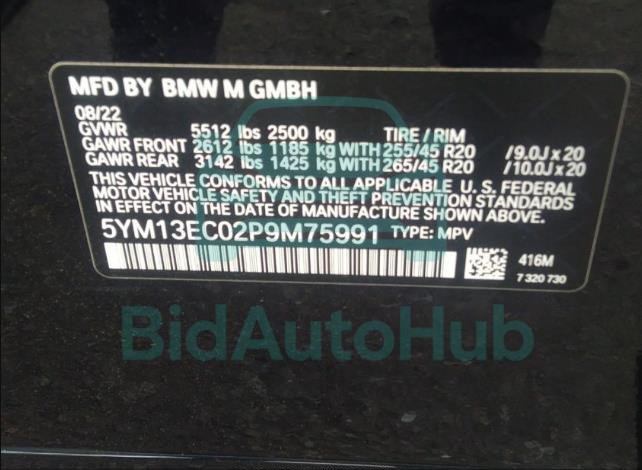 MFD BY BMW M GMBH
08/22
GVWR 5512 lbs 2500 kg TIRE / RIM
GAWR FRONT 2612 lbs 1185 kg WITH 255/45 R20 /9.0J x 20
GAWR REAR 3142 lbs 1425 kg WITH 265/45 R20 /10.0J x 20
THIS VEHICLE CONFORMS TO ALL APPLICABLE U. S. FEDERAL
MOTOR VEHICLE SAFETY AND THEFT PREVENTION STANDARDS
IN EFFECT ON THE DATE OF MANUFACTURE SHOWN ABOVE.
5YM13EC02P9M75991 TYPE: MPV
416M
7 320 730
BidAutoHub